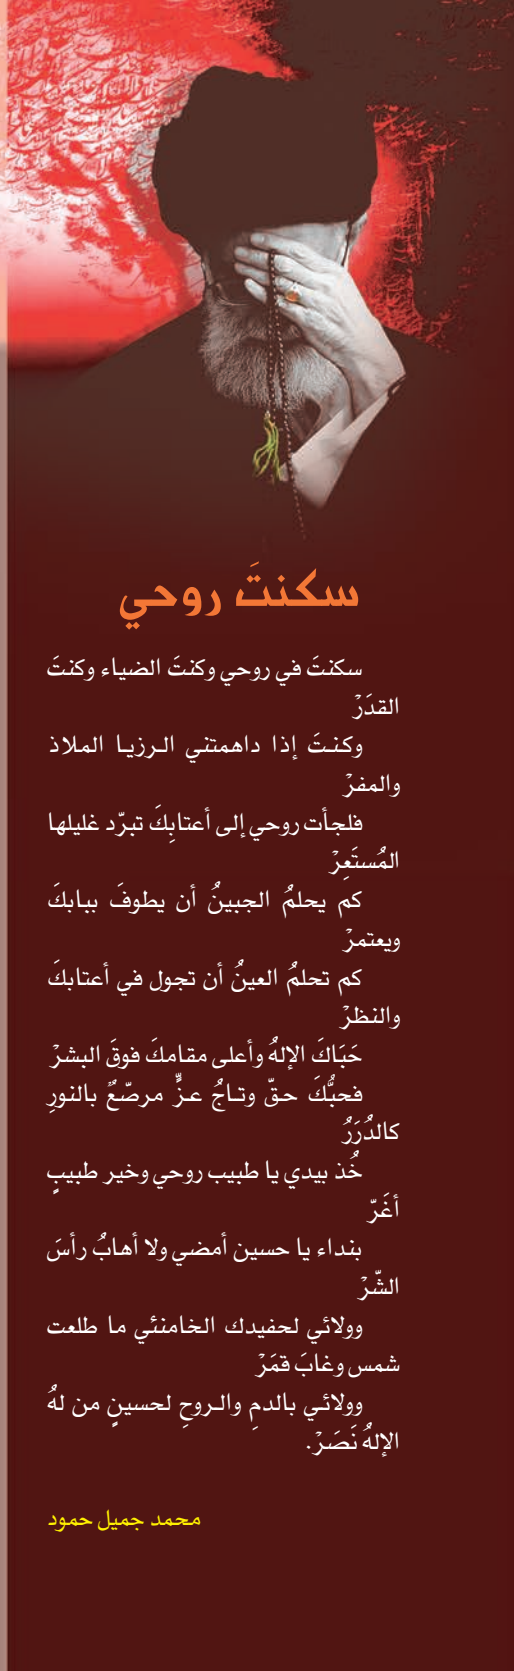 سكنتَ روحي
سكنتَ في روحي وكنتَ الضياء وكنتَ
القدَرْ
وكنتَ إذا داهمتني الرزيا الملاذ
والمفرْ
فلجأت روحي إلى أعتابِكَ تبرّد غليلها
المُستَعِرْ
كم يحلمُ الجبينُ أن يطوفَ ببابكَ
ويعتمرْ
كم تحلمُ العينُ أن تجول في أعتابكَ
والنظرْ
حَبَاكَ الإلهُ وأعلى مقامكَ فوقَ البشرْ
فحبُّكَ حقّ وتاجُ عزٍّ مرصّعٌ بالنورِ
كالدُرَرُ
خُذ بيدي يا طبيب روحي وخير طبيبٍ
أغَرّ
بنداء يا حسين أمضي ولا أهابُ رأسَ
الشّرْ
وولائي لحفيدك الخامنئي ما طلعت
شمس وغابَ قمَرْ
وولائي بالدمِ والروحِ لحسينٍ من لهُ
الإلهُ نَصَرْ.
محمد جميل حمود